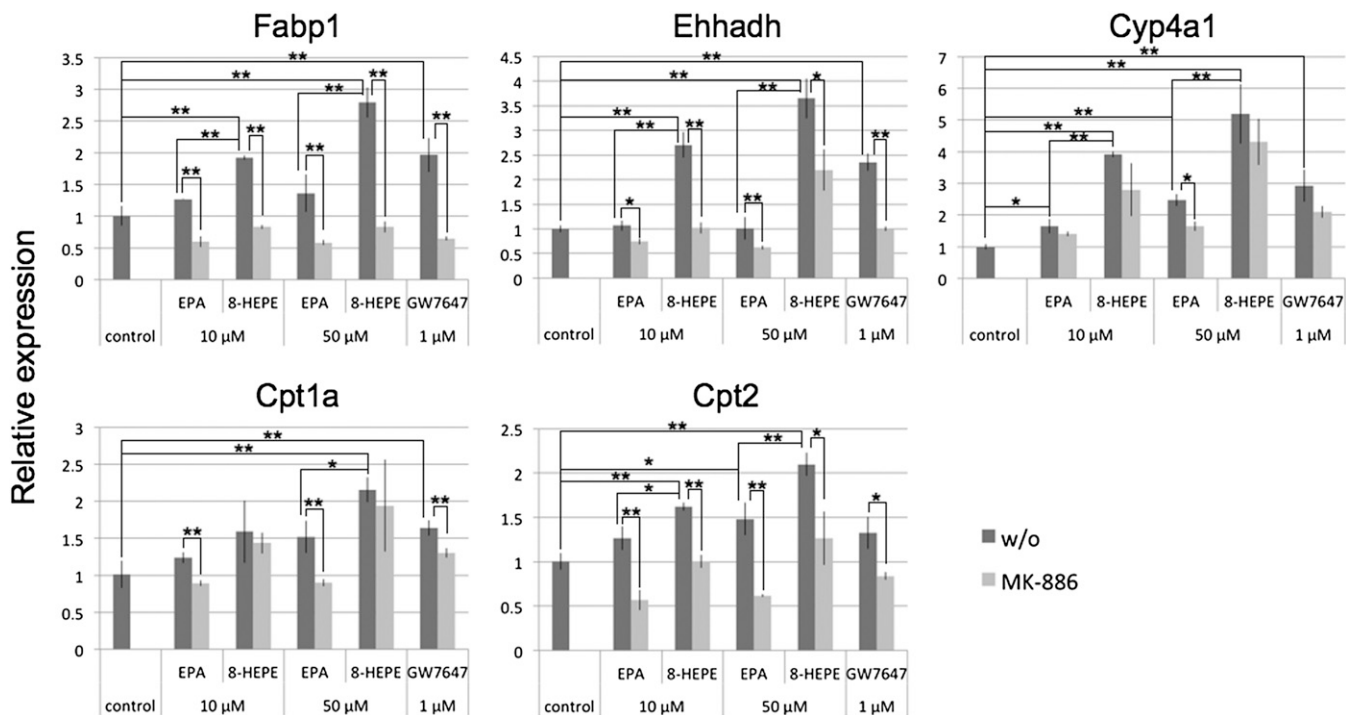 Fabp1
3.5
3
2.5
2
1.5
1
0.5
0
** ** ** ** ** ** ** ** **
EPA 8-HEPE EPA 8-HEPE GW7647
control 10 μM 50 μM 1 μM
Ehhadh
4.5
4
3.5
3
2.5
2
1.5
1
0.5
0
** ** ** * ** ** ** ** * **
EPA 8-HEPE EPA 8-HEPE GW7647
control 10 μM 50 μM 1 μM
Cyp4a1
7
6
5
4
3
2
1
0
** ** ** ** ** ** * *
EPA 8-HEPE EPA 8-HEPE GW7647
control 10 μM 50 μM 1 μM
Relative expression
Cpt1a
3
2.5
2
1.5
1
0.5
0
** ** * ** ** **
EPA 8-HEPE EPA 8-HEPE GW7647
control 10 μM 50 μM 1 μM
Cpt2
2.5
2
1.5
1
0.5
0
** ** * * ** * ** ** ** *
EPA 8-HEPE EPA 8-HEPE GW7647
control 10 μM 50 μM 1 μM
w/o
MK-886